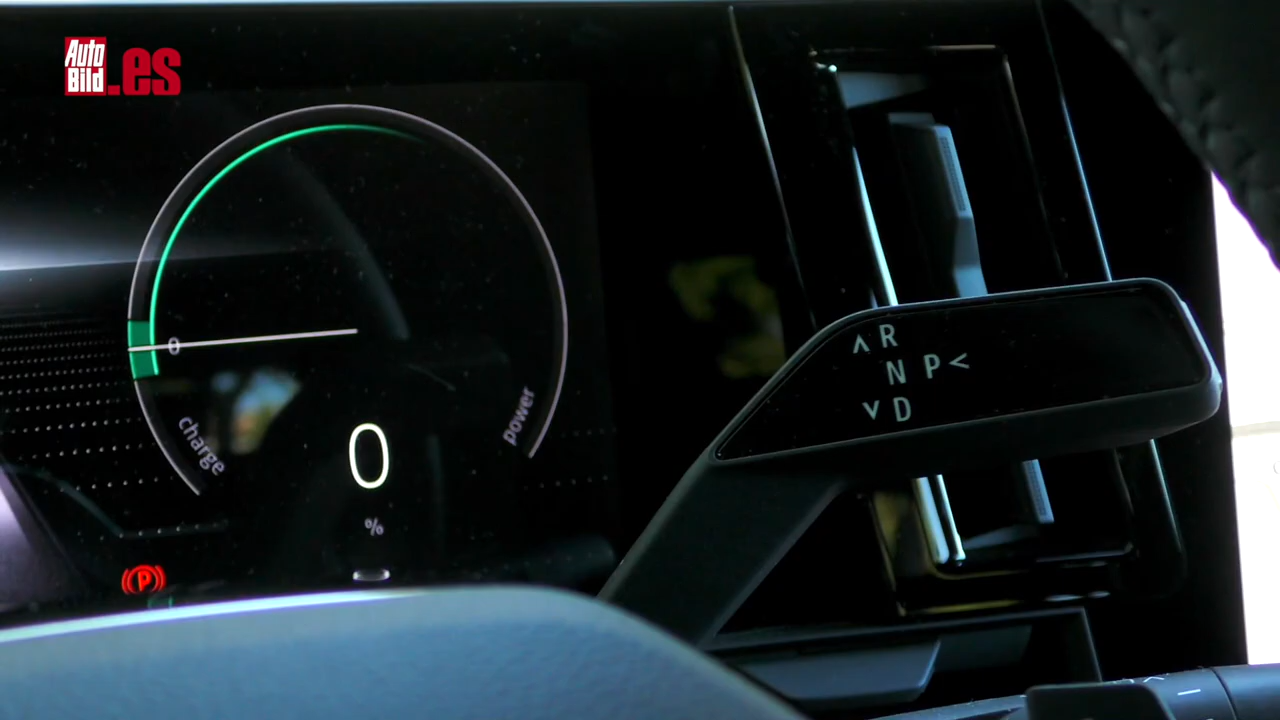 Auto
Bild
.es
0
charge
power
0
%
P
^ R
N P <
v D